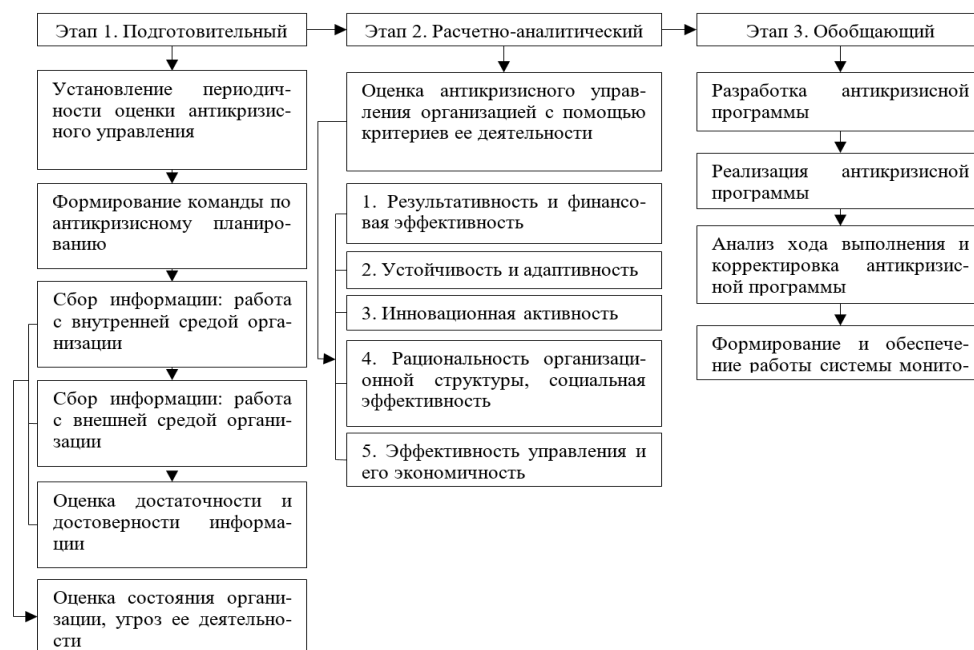 Этап 1. Подготовительный
Установление периодич-
ности оценки антикризис-
ного управления
Формирование команды по
антикризисному планиро-
ванию
Сбор информации: работа
с внутренней средой орга-
низации
Сбор информации: работа
с внешней средой органи-
зации
Оценка достаточности и
достоверности информа-
ции
Оценка состояния органи-
зации, угроз ее деятельно-
сти
Этап 2. Расчетно-аналитический
Оценка антикризисного управ-
ления организацией с помощью
критериев ее деятельности
1. Результативность и финансо-
вая эффективность
2. Устойчивость и адаптивность
3. Инновационная активность
4. Рациональность организаци-
онной структуры, социальная
эффективность
5. Эффективность управления и
его экономичность
Этап 3. Обобщающий
Разработка антикризисной
программы
Реализация антикризисной
программы
Анализ хода выполнения и
корректировка антикризис-
ной программы
Формирование и обеспече-
ние работы системы монито-